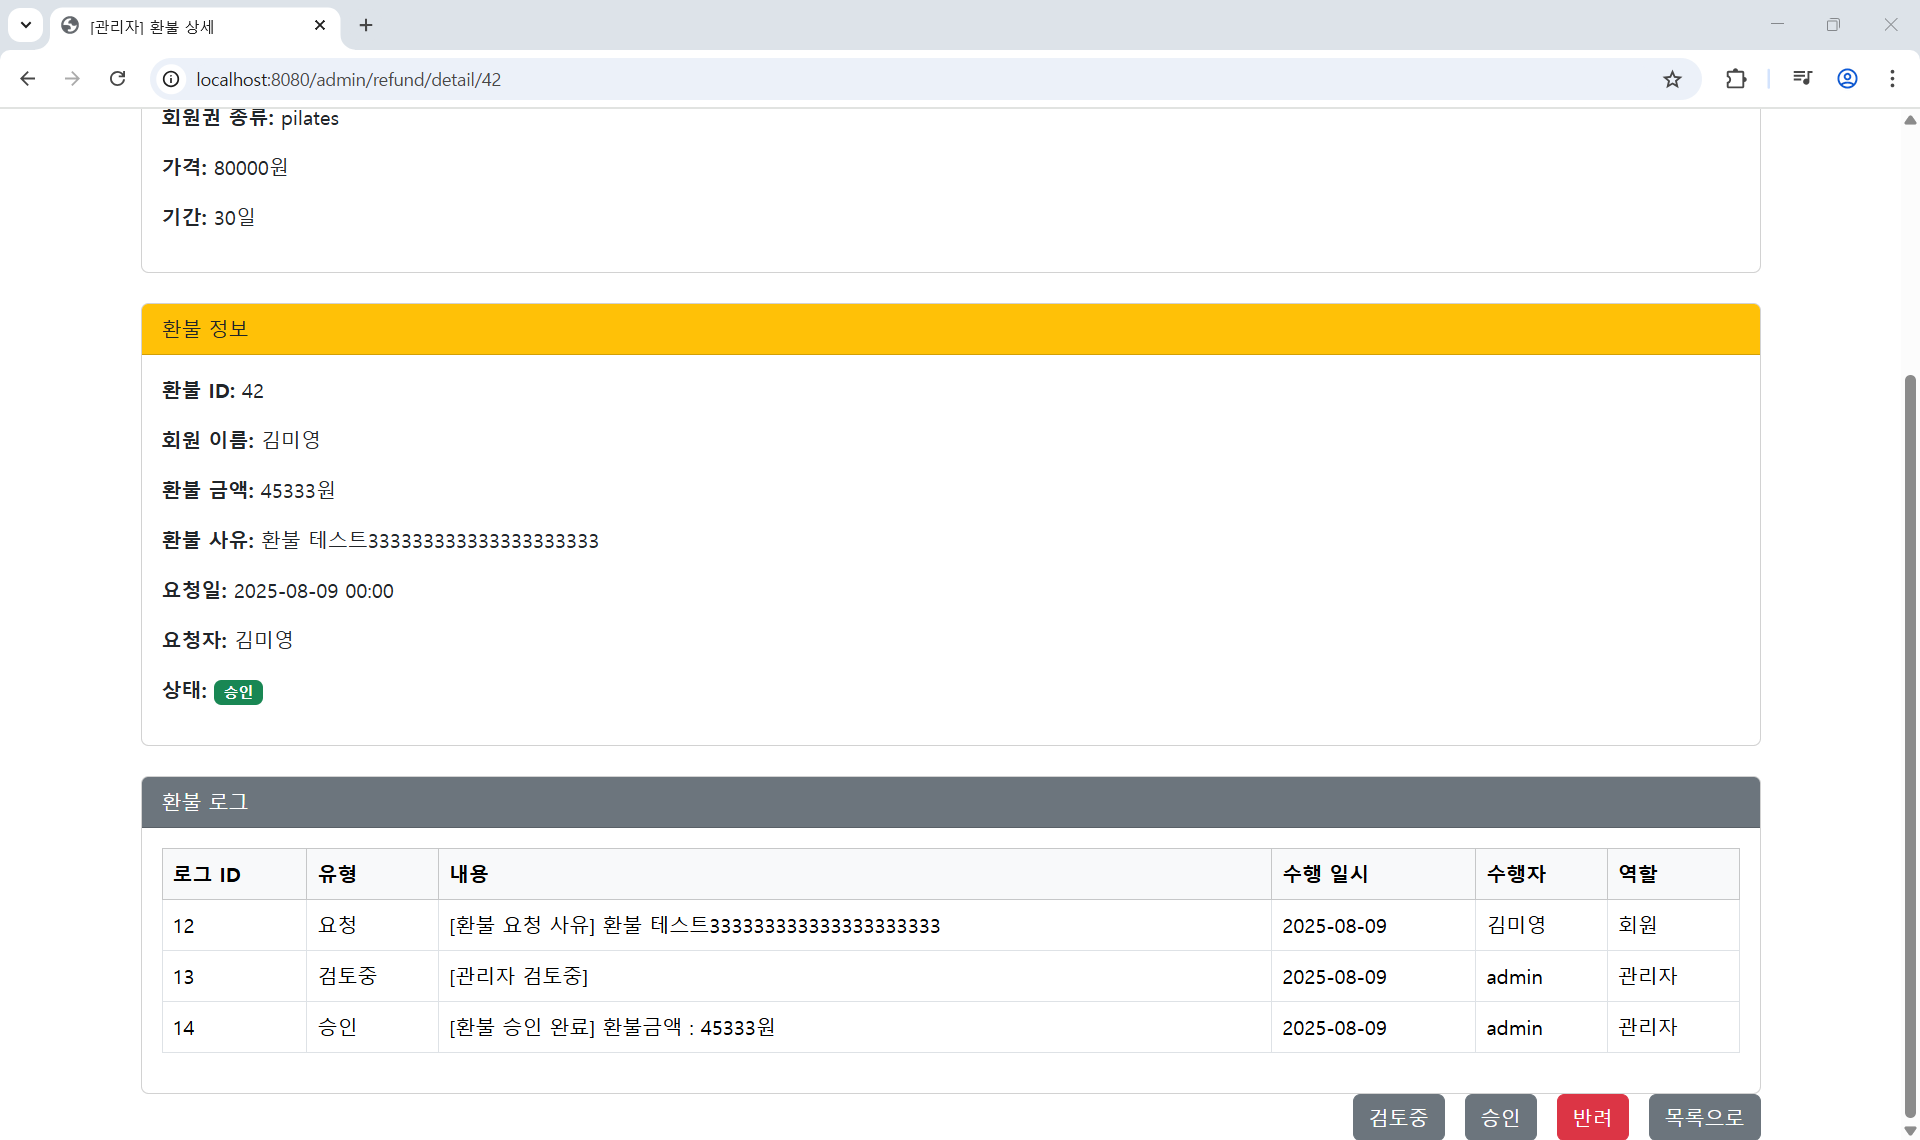 [관리자] 환불 상세
localhost:8080/admin/refund/detail/42
회원권 종류: pilates
가격: 80000원
기간: 30일
환불 정보
환불 ID: 42
회원 이름: 김미영
환불 금액: 45333원
환불 사유: 환불 테스트333333333333333333333
요청일: 2025-08-09 00:00
요청자: 김미영
상태: 승인
환불 로그
로그 ID 유형 내용 수행 일시 수행자 역할
12 요청 [환불 요청 사유] 환불 테스트333333333333333333333 2025-08-09 김미영 회원
13 검토중 [관리자 검토중] 2025-08-09 admin 관리자
14 승인 [환불 승인 완료] 환불금액 : 45333원 2025-08-09 admin 관리자
검토중 승인 반려 목록으로